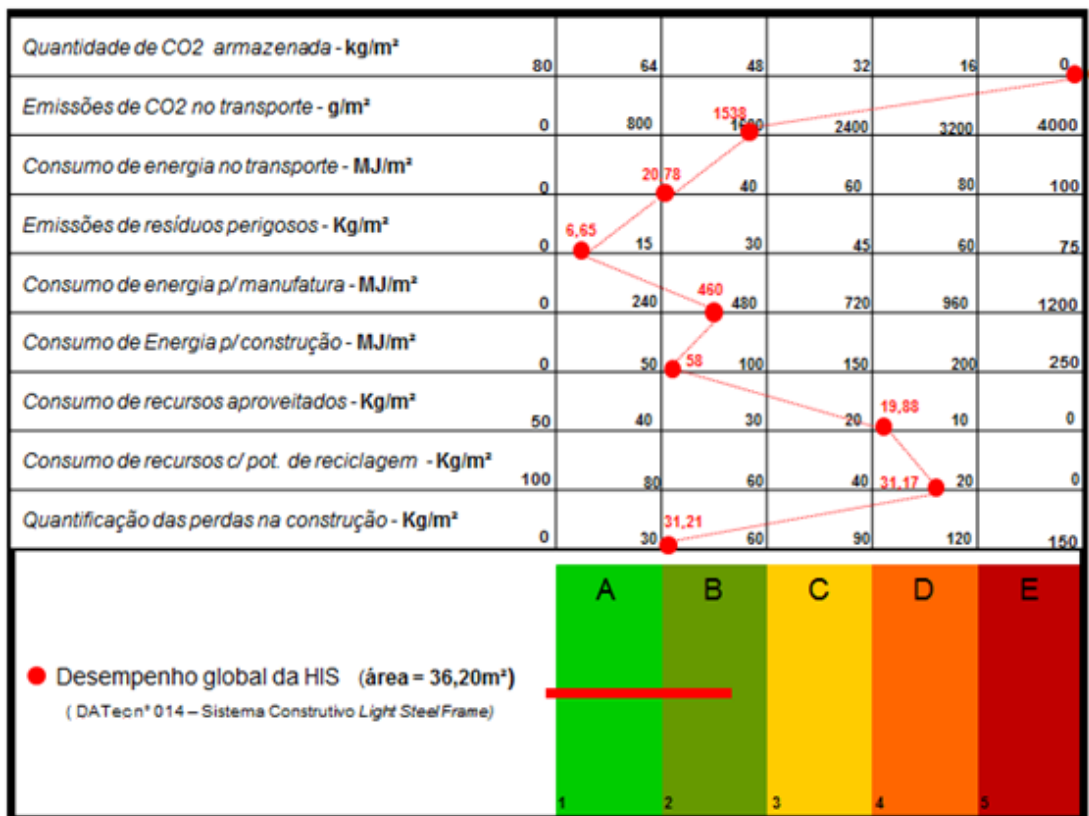 Quantidade de CO2 armazenada - kg/m²
80 64 48 32 16 0
Emissões de CO2 no transporte - g/m²
1538
0 800 1600 2400 3200 4000
Consumo de energia no transporte - MJ/m²
20,78
0 40 60 80 100
Emissões de resíduos perigosos - Kg/m²
6,65
0 15 30 45 60 75
Consumo de energia p/ manufatura - MJ/m²
460
0 240 480 720 960 1200
Consumo de Energia p/ construção - MJ/m²
0 50 58 100 150 200 250
Consumo de recursos aproveitados - Kg/m²
19,88
50 40 30 20 10 0
Consumo de recursos c/ pot. de reciclagem - Kg/m²
100 80 60 40 31,17 20 0
Quantificação das perdas na construção - Kg/m²
31,21
0 30 60 90 120 150
A B C D E
Desempenho global da HIS (área = 36,20m²)
( DATec n° 014 – Sistema Construtivo Light Steel Frame)
1 2 3 4 5